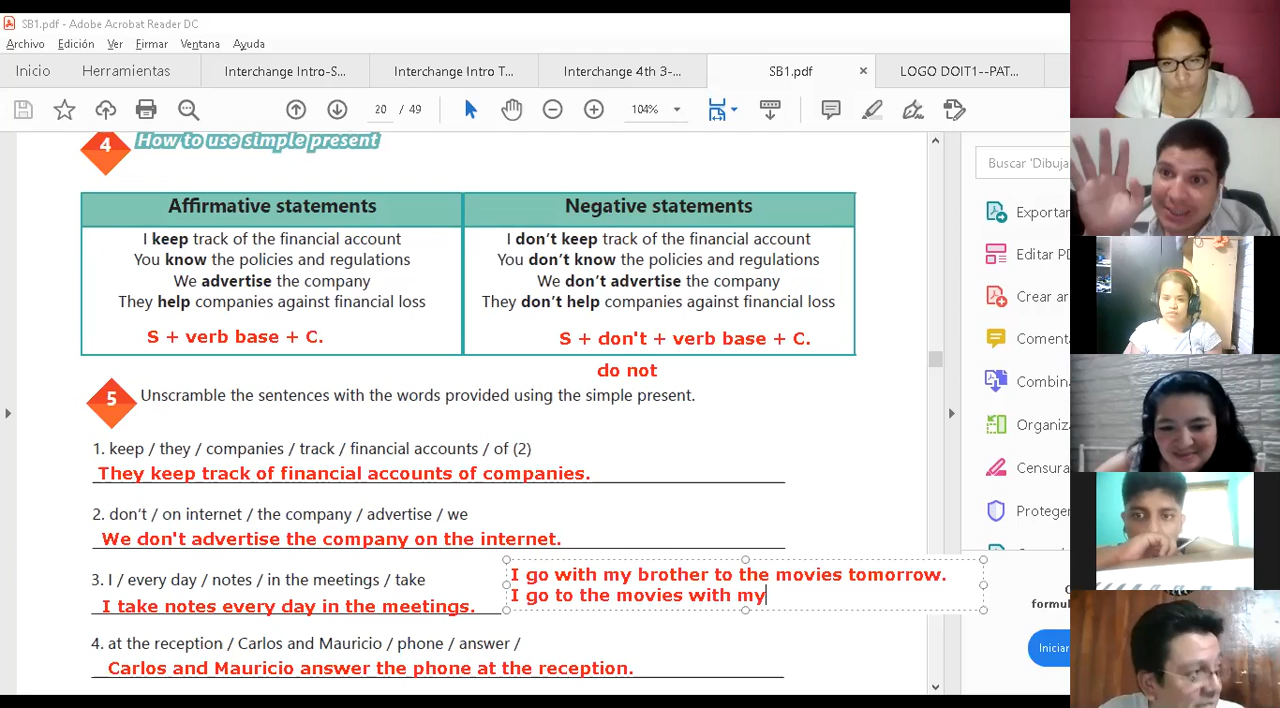 SB1.pdf - Adobe Acrobat Reader DC
Archivo Edición Ver Firmar Ventana Ayuda
Inicio Herramientas Interchange Intro-S... Interchange Intro T... Interchange 4th 3-... SB1.pdf × LOGO DOIT1--PAT...
20 / 49 104%
4 How to use simple present
Affirmative statements Negative statements
I keep track of the financial account I don't keep track of the financial account
You know the policies and regulations You don't know the policies and regulations
We advertise the company We don't advertise the company
They help companies against financial loss They don't help companies against financial loss
S + verb base + C. S + don't + verb base + C.
do not
5 Unscramble the sentences with the words provided using the simple present.
1. keep / they / companies / track / financial accounts / of (2)
They keep track of financial accounts of companies.
2. don't / on internet / the company / advertise / we
We don't advertise the company on the internet.
3. I / every day / notes / in the meetings / take
I take notes every day in the meetings.
I go with my brother to the movies tomorrow.
I go to the movies with my
4. at the reception / Carlos and Mauricio / phone / answer /
Carlos and Mauricio answer the phone at the reception.
Buscar 'Dibuja
Exportar
Editar PD
Crear ar
Coment
Combin
Organiz
Censura
Proteger
formul
Iniciar